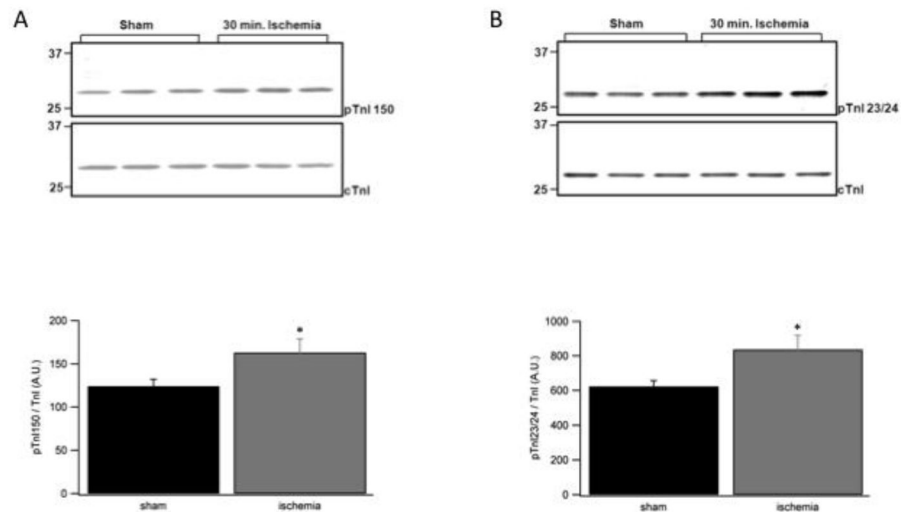 A
Sham 30 min. Ischemia
37
25
pTnI 150
37
25
cTnI
200
150
100
50
0
pTnI150 / TnI (A.U.)
*
sham ischemia
B
Sham 30 min. Ischemia
37
25
pTnI 23/24
37
25
cTnI
1000
800
600
400
200
0
pTnI23/24 / TnI (A.U.)
*
sham ischemia